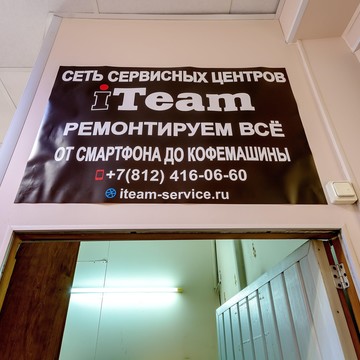 СЕТЬ СЕРВИСНЫХ ЦЕНТРОВ
iTeam
РЕМОНТИРУЕМ ВСЁ
ОТ СМАРТФОНА ДО КОФЕМАШИНЫ
+7(812) 416-06-60
iteam-service.ru